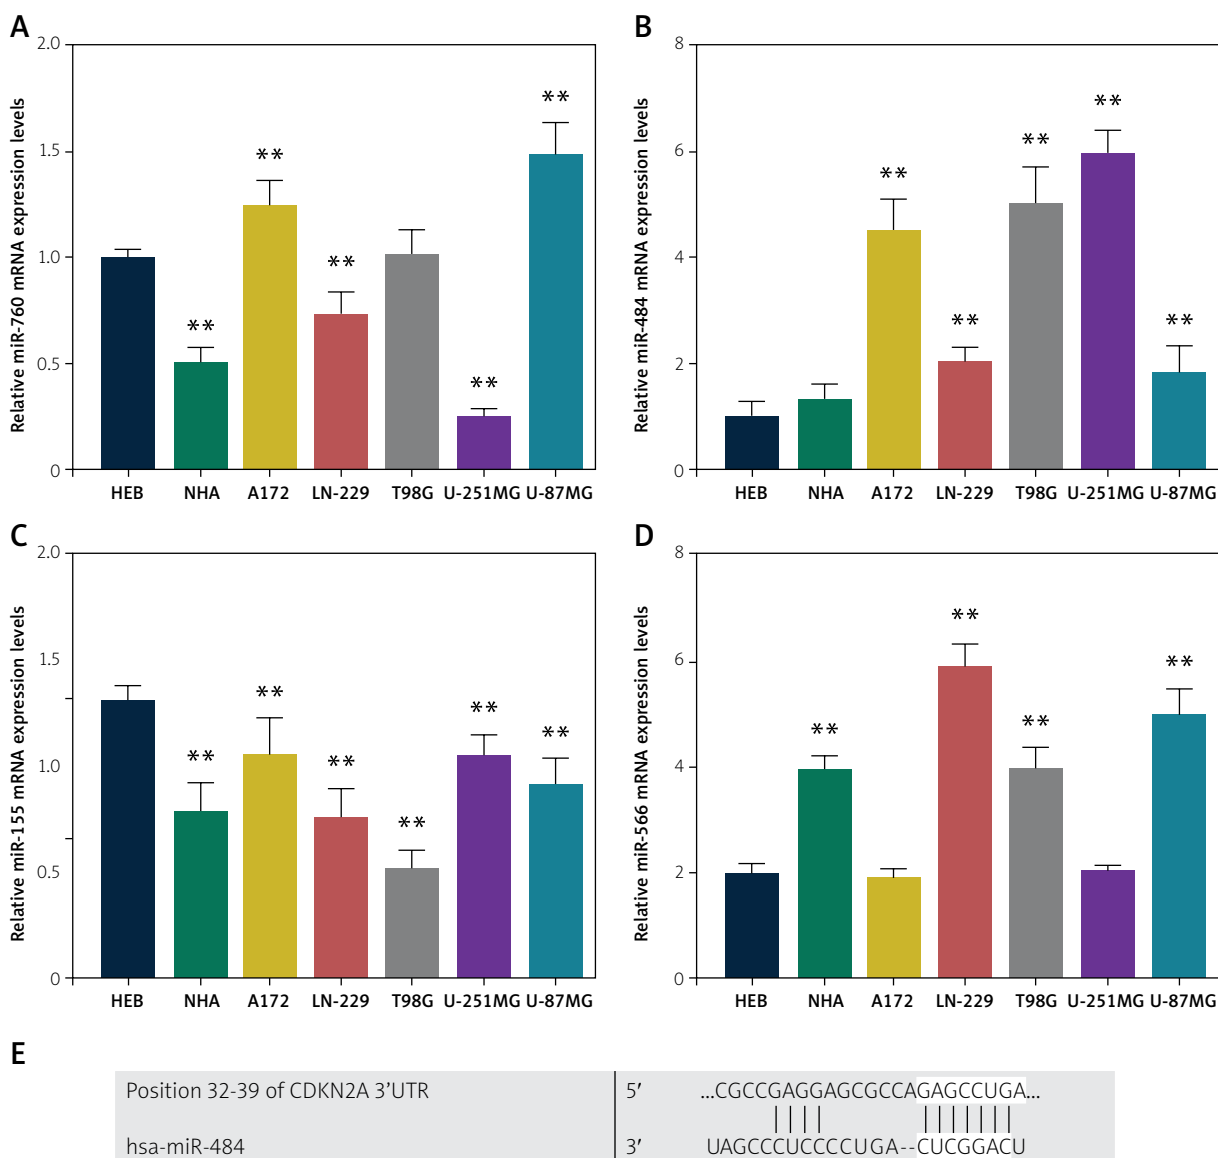 A
Relative miR-760 mRNA expression levels
2.0
1.5
1.0
0.5
0
**
**
**
**
**
HEB NHA A172 LN-229 T98G U-251MG U-87MG
B
Relative miR-484 mRNA expression levels
8
6
4
2
0
**
**
**
**
**
HEB NHA A172 LN-229 T98G U-251MG U-87MG
C
Relative miR-155 mRNA expression levels
2.0
1.5
1.0
0.5
0
**
**
**
**
**
**
HEB NHA A172 LN-229 T98G U-251MG U-87MG
D
Relative miR-566 mRNA expression levels
8
6
4
2
0
**
**
**
**
HEB NHA A172 LN-229 T98G U-251MG U-87MG
E
Position 32-39 of CDKN2A 3’UTR 5’ ...CGCCGAGGAGCGCCAGAGCCUGA...
hsa-miR-484 3’ UAGCCCUCCCCUGA--CUCGGACU